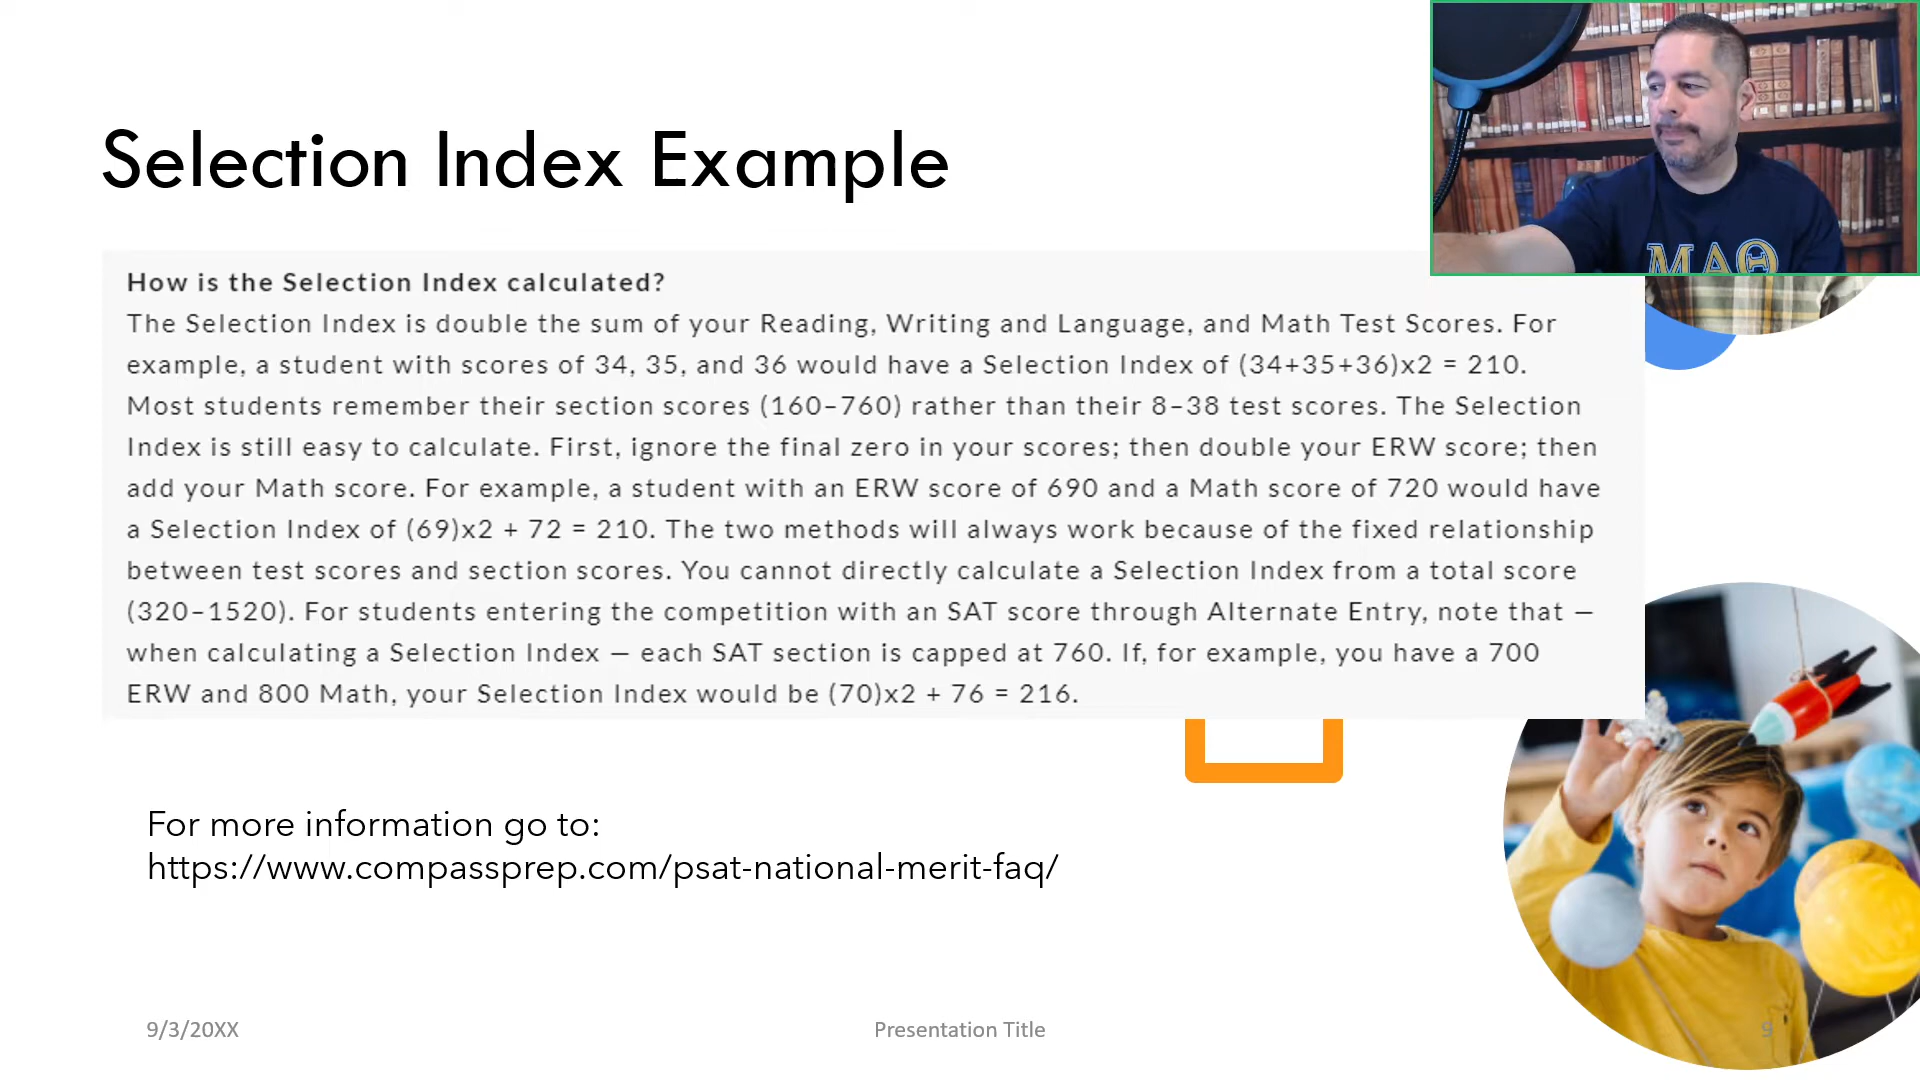 Selection Index Example
ΜΑΘ
How is the Selection Index calculated?
The Selection Index is double the sum of your Reading, Writing and Language, and Math Test Scores. For
example, a student with scores of 34, 35, and 36 would have a Selection Index of (34+35+36)x2 = 210.
Most students remember their section scores (160–760) rather than their 8–38 test scores. The Selection
Index is still easy to calculate. First, ignore the final zero in your scores; then double your ERW score; then
add your Math score. For example, a student with an ERW score of 690 and a Math score of 720 would have
a Selection Index of (69)x2 + 72 = 210. The two methods will always work because of the fixed relationship
between test scores and section scores. You cannot directly calculate a Selection Index from a total score
(320–1520). For students entering the competition with an SAT score through Alternate Entry, note that —
when calculating a Selection Index — each SAT section is capped at 760. If, for example, you have a 700
ERW and 800 Math, your Selection Index would be (70)x2 + 76 = 216.
For more information go to:
https://www.compassprep.com/psat-national-merit-faq/
9/3/20XX
Presentation Title
9